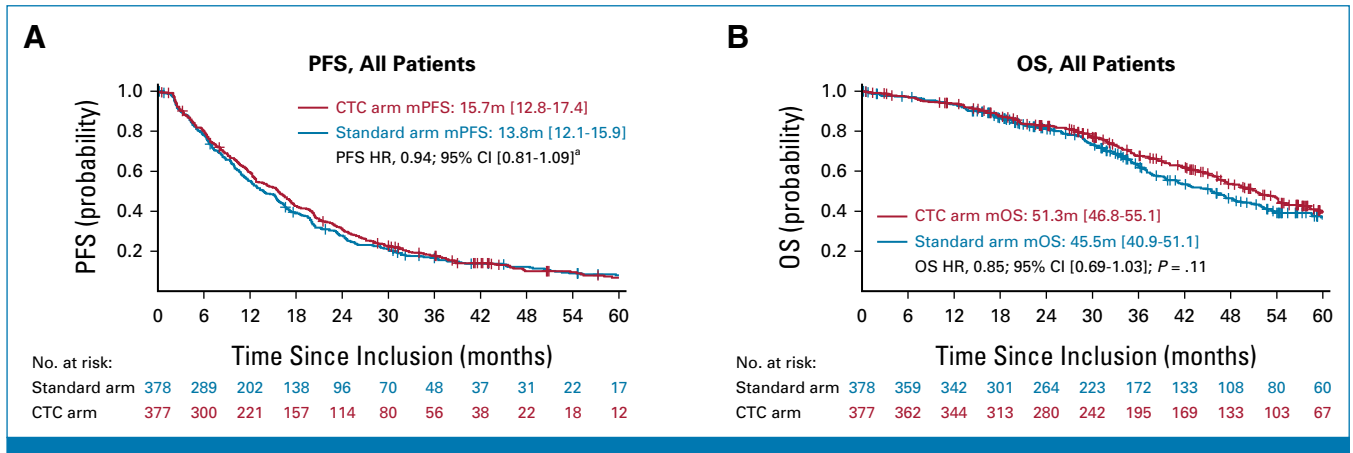 A
PFS, All Patients
PFS (probability)
1.0
0.8
0.6
0.4
0.2
CTC arm mPFS: 15.7m [12.8-17.4]
Standard arm mPFS: 13.8m [12.1-15.9]
PFS HR, 0.94; 95% CI [0.81-1.09]a
0 6 12 18 24 30 36 42 48 54 60
Time Since Inclusion (months)
No. at risk:
Standard arm 378 289 202 138 96 70 48 37 31 22 17
CTC arm 377 300 221 157 114 80 56 38 22 18 12
B
OS, All Patients
OS (probability)
1.0
0.8
0.6
0.4
0.2
CTC arm mOS: 51.3m [46.8-55.1]
Standard arm mOS: 45.5m [40.9-51.1]
OS HR, 0.85; 95% CI [0.69-1.03]; P = .11
0 6 12 18 24 30 36 42 48 54 60
Time Since Inclusion (months)
No. at risk:
Standard arm 378 359 342 301 264 223 172 133 108 80 60
CTC arm 377 362 344 313 280 242 195 169 133 103 67